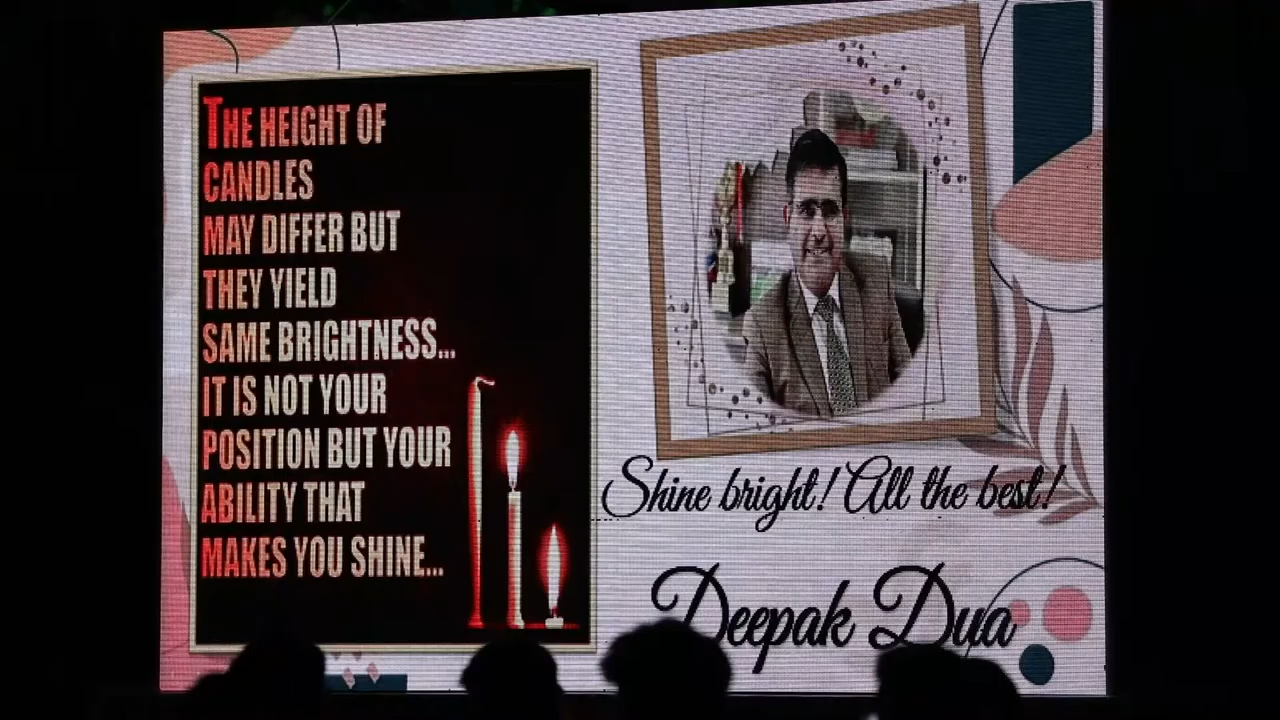 THE HEIGHT OF
CANDLES
MAY DIFFER BUT
THEY YIELD
SAME BRIGHTNESS...
IT IS NOT YOUR
POSITION BUT YOUR
ABILITY THAT
MAKES YOU SHINE...
Shine bright! All the best!
Deepak Dua